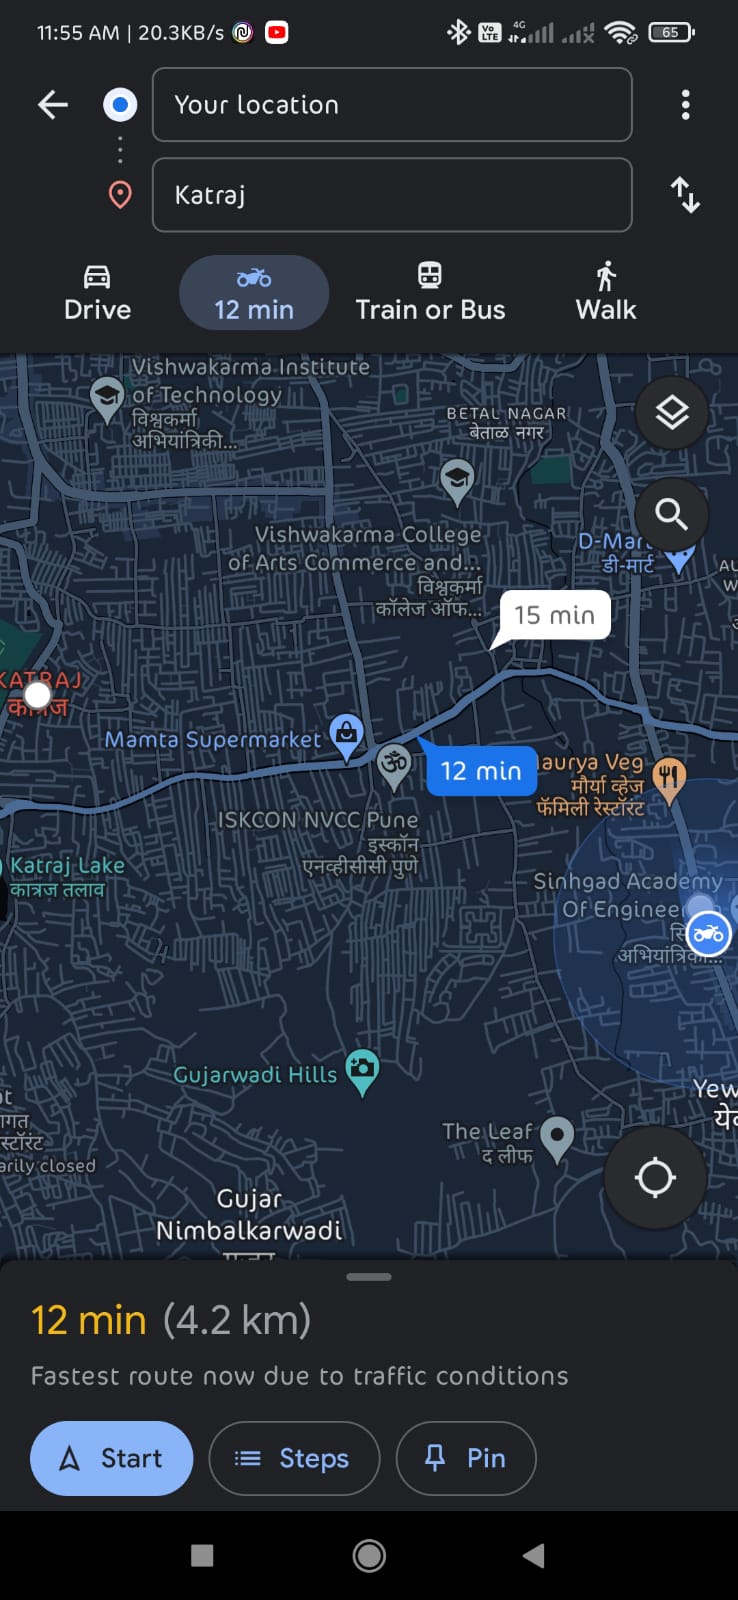 11:55 AM | 20.3KB/s
Vo LTE
4G
65
Your location
Katraj
Drive
12 min
Train or Bus
Walk
Vishwakarma Institute
of Technology
विश्वकर्मा
अभियांत्रिकी...
BETAL NAGAR
बेताळ नगर
Vishwakarma College
of Arts Commerce and...
विश्वकर्मा
कॉलेज ऑफ...
D-Mart
डी-मार्ट
15 min
KATRAJ
कात्रज
Mamta Supermarket
12 min
aurya Veg
मौर्या व्हेज
फॅमिली रेस्टॉरंट
ISKCON NVCC Pune
इस्कॉन
एनव्हीसीसी पुणे
Katraj Lake
कात्रज तलाव
Sinhgad Academy
Of Engineer
अभियांत्रिकी...
Gujarwadi Hills
Yew
The Leaf
द लीफ
arily closed
Gujar
Nimbalkarwadi
12 min (4.2 km)
Fastest route now due to traffic conditions
Start
Steps
Pin